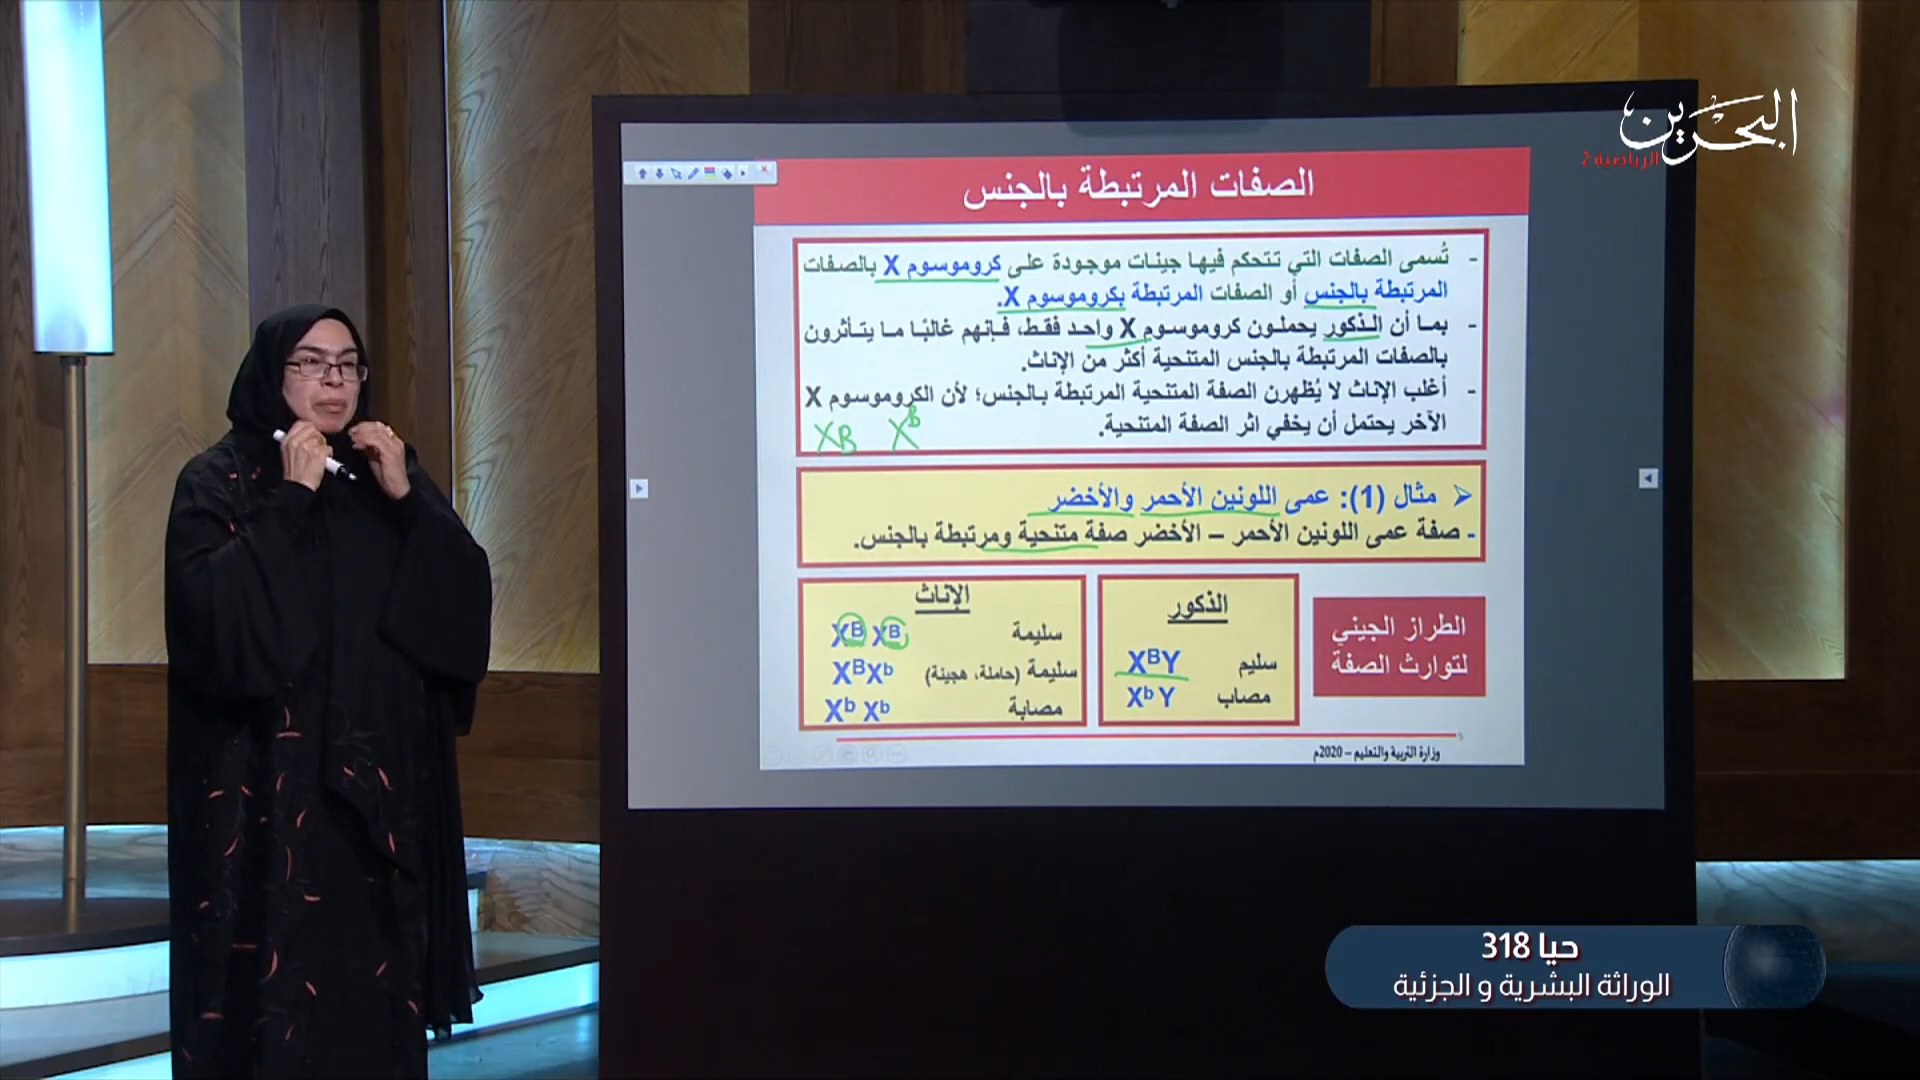 البحرين
الرياضية 2
الصفات المرتبطة بالجنس
- تُسمى الصفات التي تتحكم فيها جينات موجودة على كروموسوم X بالصفات
المرتبطة بالجنس أو الصفات المرتبطة بكروموسوم X.
- بما أن الذكور يحملون كروموسوم X واحد فقط، فإنهم غالبًا ما يتأثرون
بالصفات المرتبطة بالجنس المتنحية أكثر من الإناث.
- أغلب الإناث لا يُظهرن الصفة المتنحية المرتبطة بالجنس؛ لأن الكروموسوم X
الآخر يحتمل أن يخفي اثر الصفة المتنحية.
XB Xᴮ
➢ مثال (1): عمى اللونين الأحمر والأخضر
- صفة عمى اللونين الأحمر – الأخضر صفة متنحية ومرتبطة بالجنس.
الطراز الجيني
لتوارث الصفة
الذكور
سليم XᴮY
مصاب Xᵇ Y
الإناث
سليمة Xᴮ Xᴮ
سليمة (حاملة، هجينة) XᴮXᵇ
مصابة Xᵇ Xᵇ
5
وزارة التربية والتعليم – 2020م
حيا 318
الوراثة البشرية و الجزئية